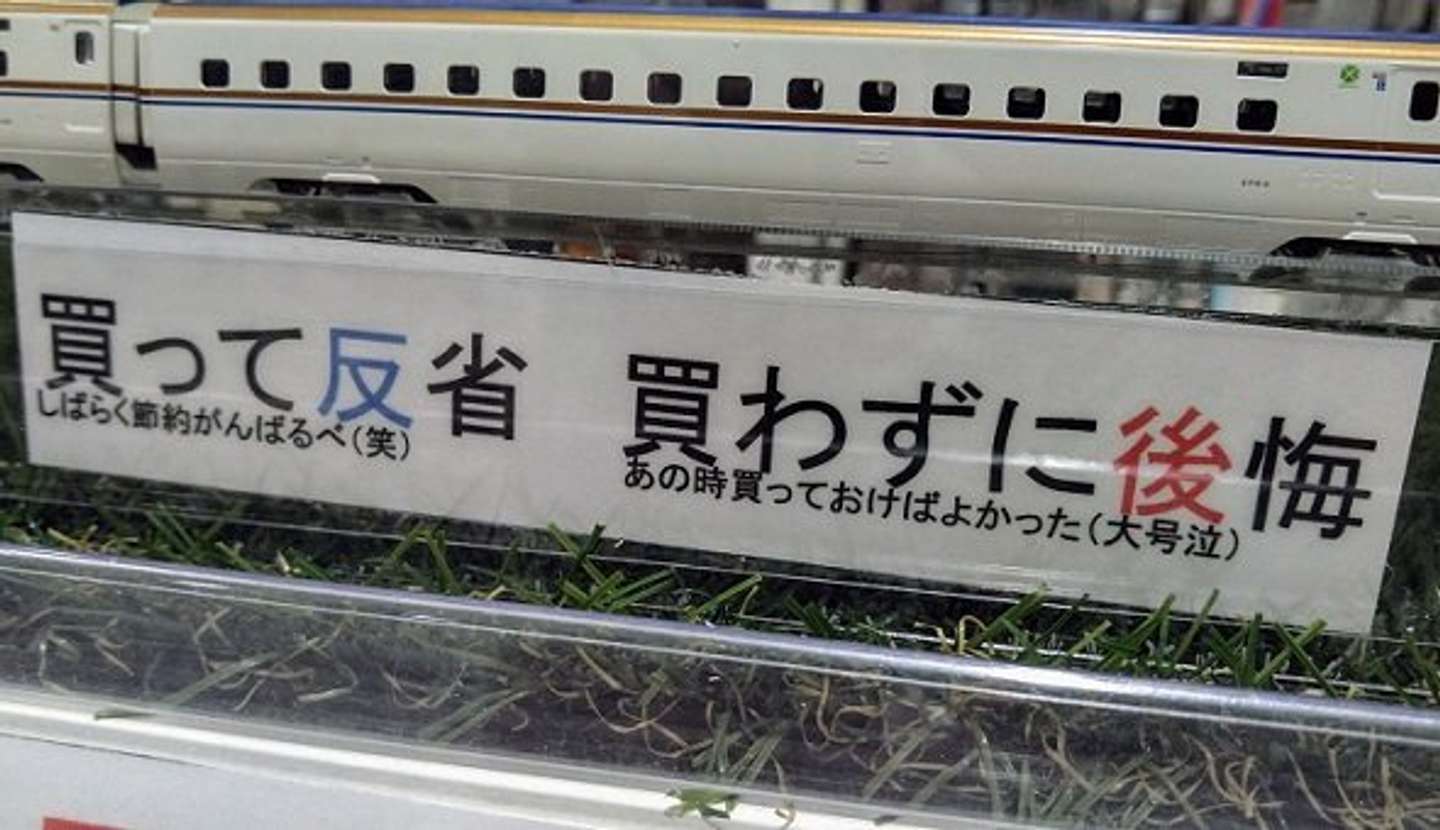 買って反省　買わずに後悔
しばらく節約がんばるべ（笑）　あの時買っておけばよかった（大号泣）